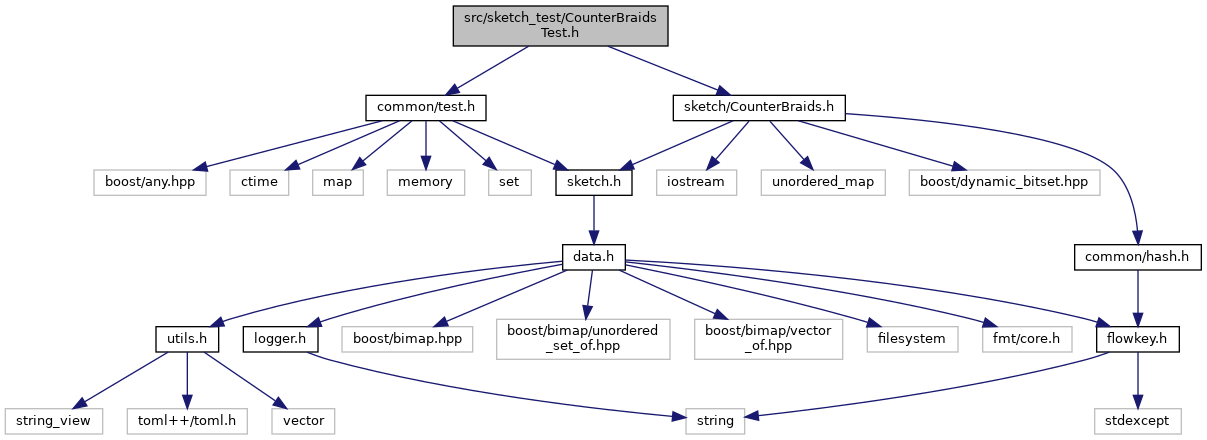 src/sketch_test/CounterBraids
Test.h
common/test.h
sketch/CounterBraids.h
boost/any.hpp
ctime
map
memory
set
sketch.h
iostream
unordered_map
boost/dynamic_bitset.hpp
data.h
common/hash.h
utils.h
logger.h
boost/bimap.hpp
boost/bimap/unordered
_set_of.hpp
boost/bimap/vector
_of.hpp
filesystem
fmt/core.h
flowkey.h
string_view
toml++/toml.h
vector
string
stdexcept